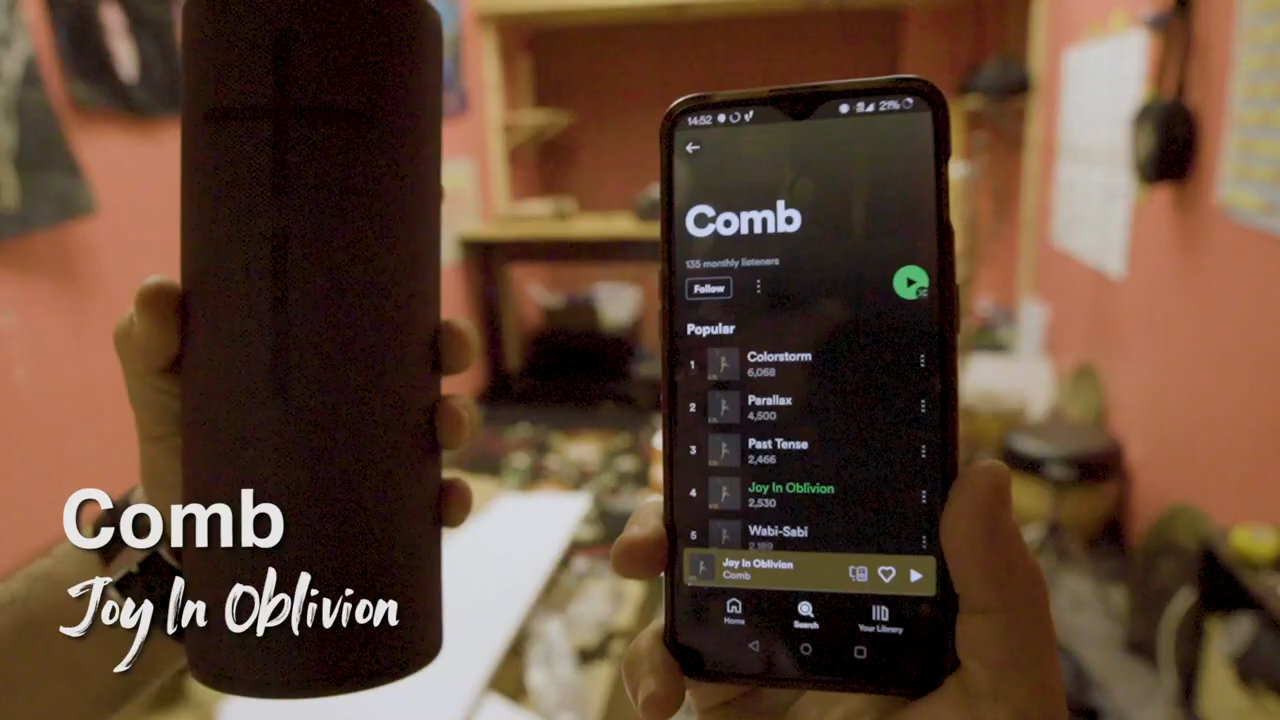 14:52
21%
Comb
135 monthly listeners
Follow
Popular
1 Colorstorm
6,068
2 Parallax
4,500
3 Past Tense
2,466
4 Joy In Oblivion
2,530
5 Wabi-Sabi
2,189
Joy In Oblivion
Comb
Home
Search
Your Library
Comb
Joy In Oblivion